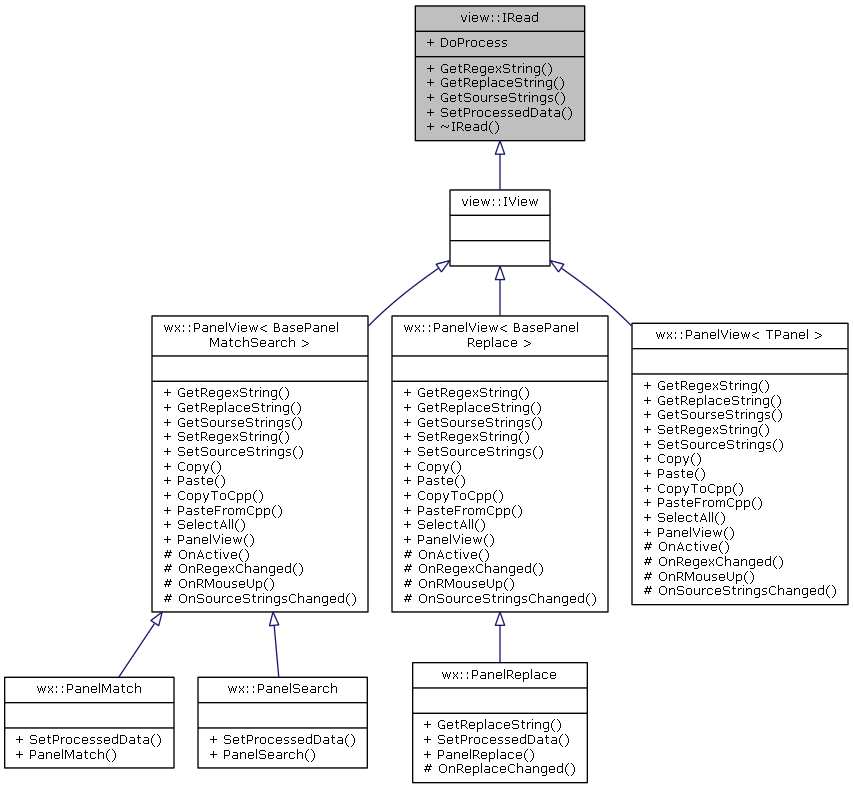 view::IRead
+ DoProcess
+ GetRegexString()
+ GetReplaceString()
+ GetSourseStrings()
+ SetProcessedData()
+ ~IRead()
view::IView
wx::PanelView< BasePanel
MatchSearch >
+ GetRegexString()
+ GetReplaceString()
+ GetSourseStrings()
+ SetRegexString()
+ SetSourceStrings()
+ Copy()
+ Paste()
+ CopyToCpp()
+ PasteFromCpp()
+ SelectAll()
+ PanelView()
# OnActive()
# OnRegexChanged()
# OnRMouseUp()
# OnSourceStringsChanged()
wx::PanelView< BasePanel
Replace >
+ GetRegexString()
+ GetReplaceString()
+ GetSourseStrings()
+ SetRegexString()
+ SetSourceStrings()
+ Copy()
+ Paste()
+ CopyToCpp()
+ PasteFromCpp()
+ SelectAll()
+ PanelView()
# OnActive()
# OnRegexChanged()
# OnRMouseUp()
# OnSourceStringsChanged()
wx::PanelView< TPanel >
+ GetRegexString()
+ GetReplaceString()
+ GetSourseStrings()
+ SetRegexString()
+ SetSourceStrings()
+ Copy()
+ Paste()
+ CopyToCpp()
+ PasteFromCpp()
+ SelectAll()
+ PanelView()
# OnActive()
# OnRegexChanged()
# OnRMouseUp()
# OnSourceStringsChanged()
wx::PanelMatch
+ SetProcessedData()
+ PanelMatch()
wx::PanelSearch
+ SetProcessedData()
+ PanelSearch()
wx::PanelReplace
+ GetReplaceString()
+ SetProcessedData()
+ PanelReplace()
# OnReplaceChanged()